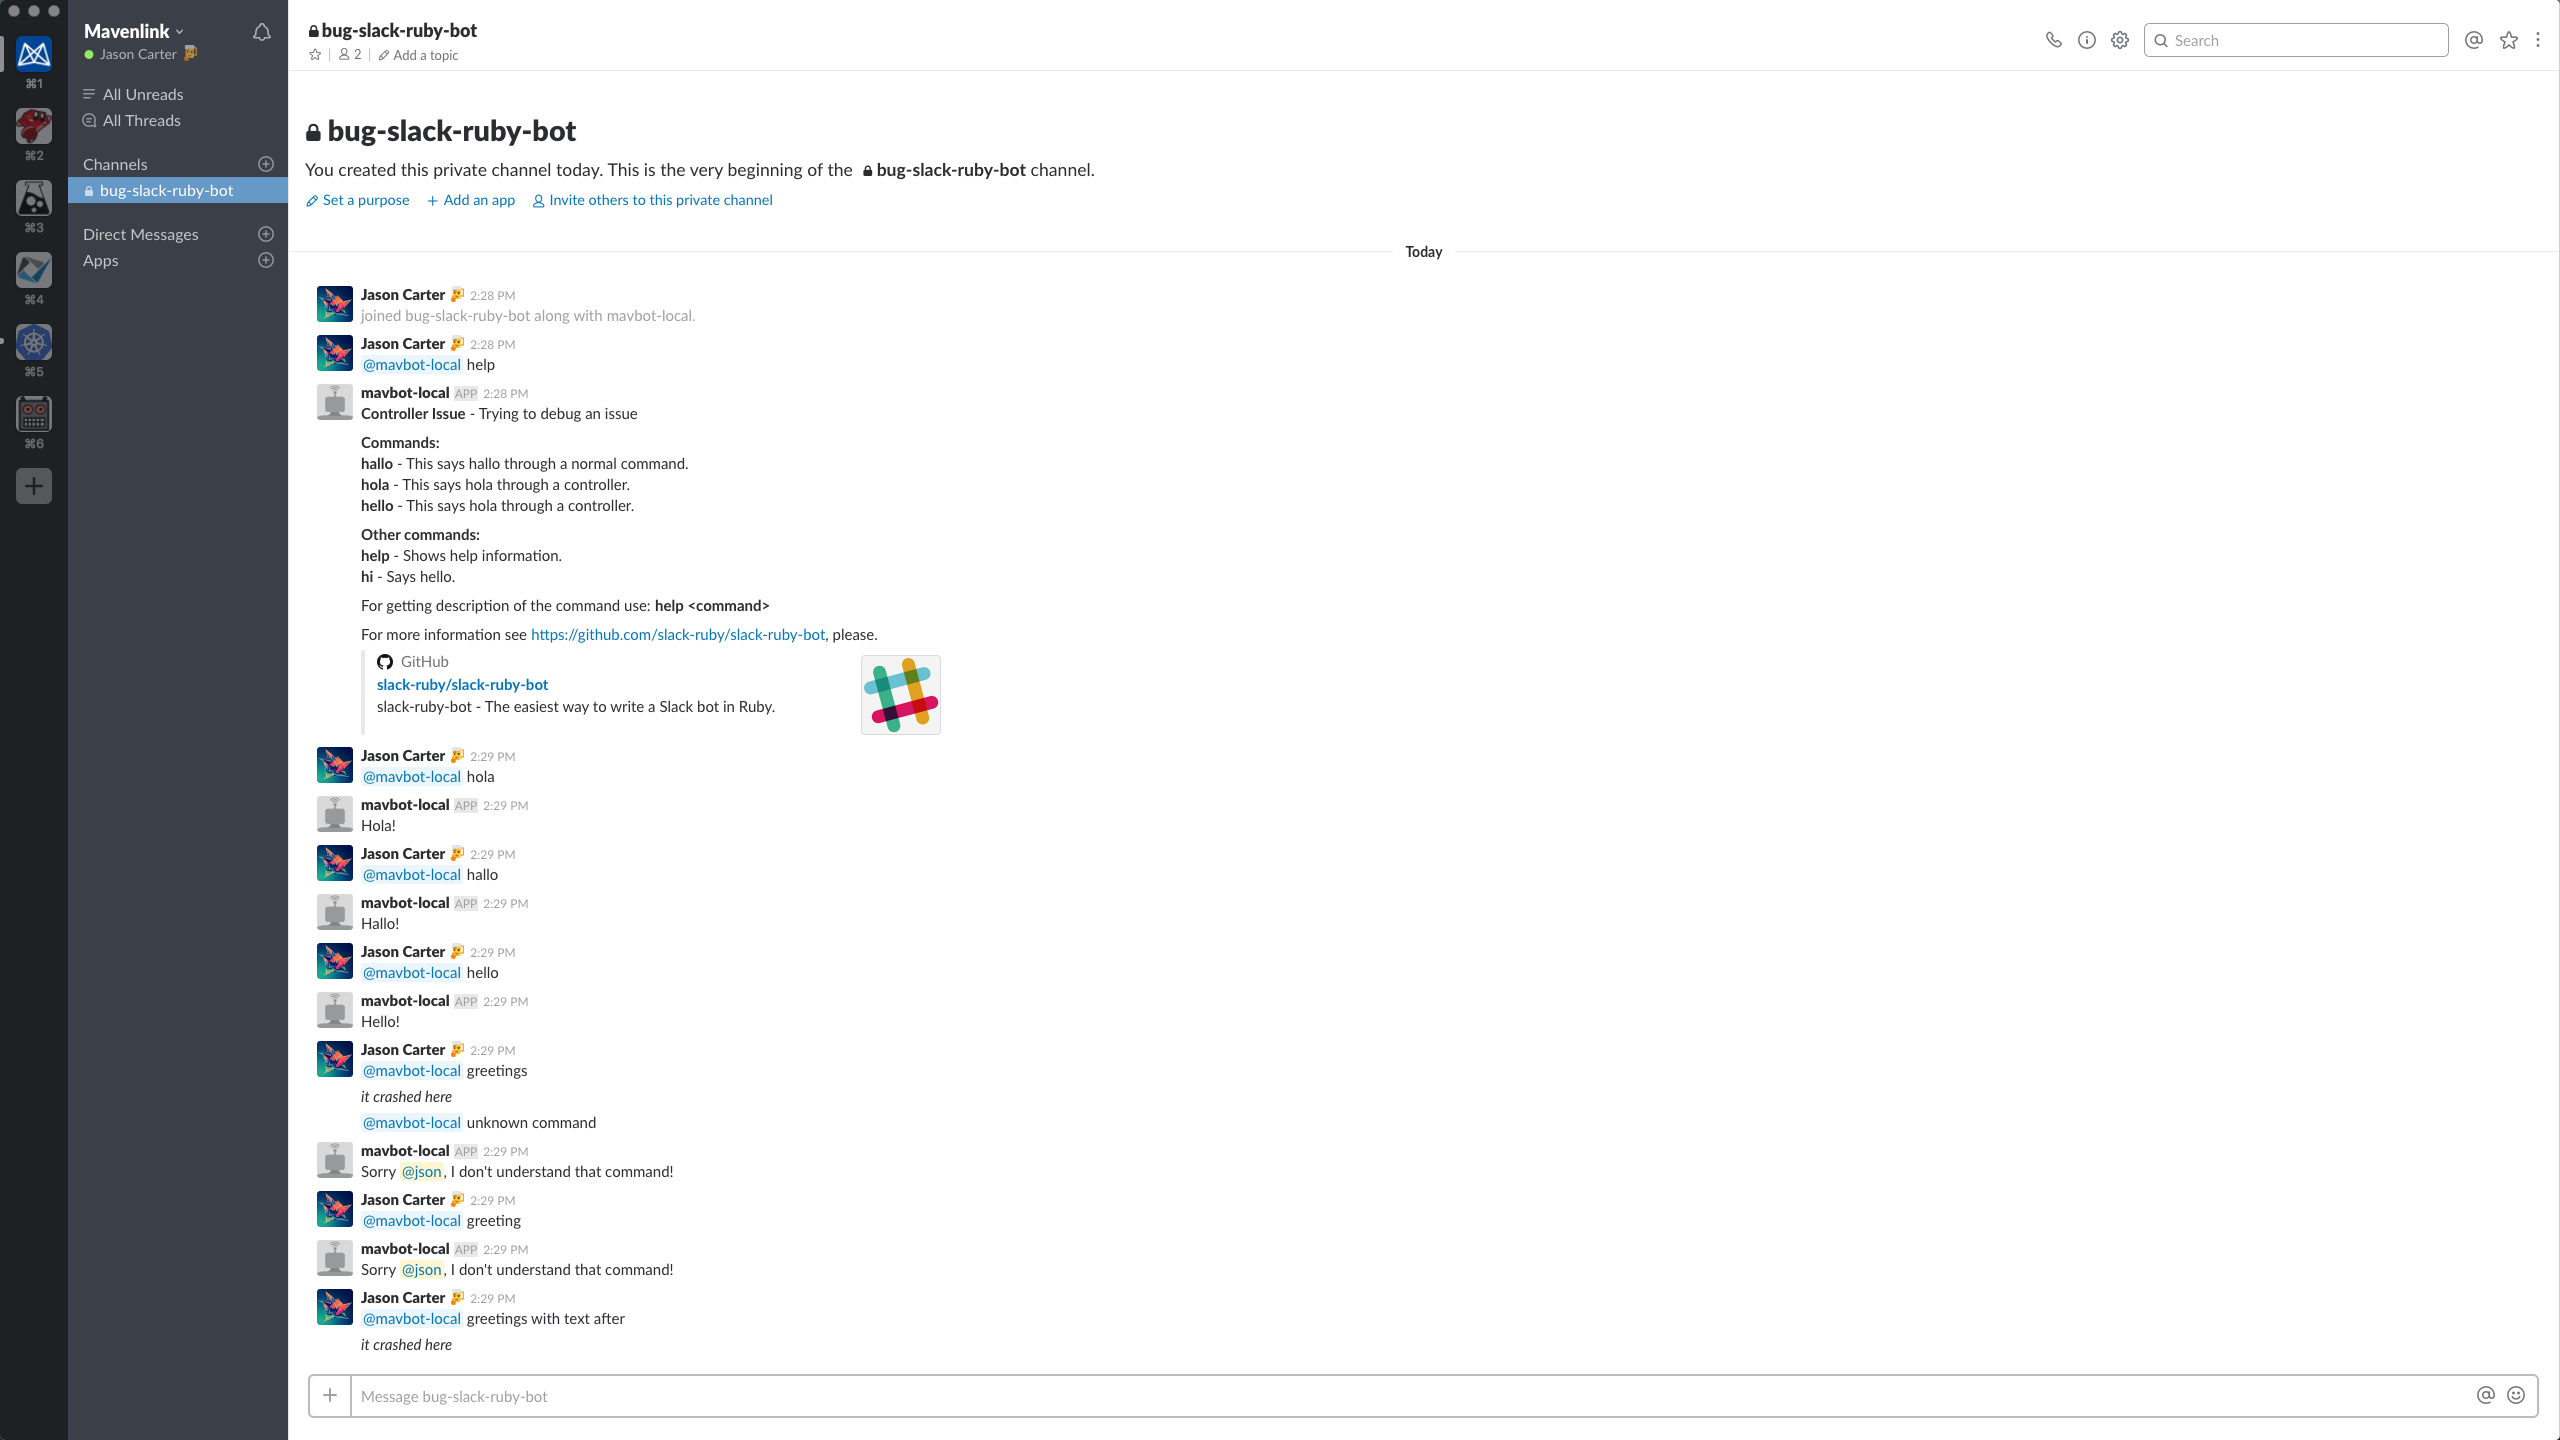 Mavenlink
Jason Carter
All Unreads
All Threads
Channels
bug-slack-ruby-bot
Direct Messages
Apps
⌘1
⌘2
⌘3
⌘4
⌘5
⌘6
bug-slack-ruby-bot
2 Add a topic
Search
bug-slack-ruby-bot
You created this private channel today. This is the very beginning of the bug-slack-ruby-bot channel.
Set a purpose + Add an app Invite others to this private channel
Today
Jason Carter 2:28 PM
joined bug-slack-ruby-bot along with mavbot-local.
Jason Carter 2:28 PM
@mavbot-local help
mavbot-local APP 2:28 PM
Controller Issue - Trying to debug an issue
Commands:
hallo - This says hallo through a normal command.
hola - This says hola through a controller.
hello - This says hola through a controller.
Other commands:
help - Shows help information.
hi - Says hello.
For getting description of the command use: help <command>
For more information see https://github.com/slack-ruby/slack-ruby-bot, please.
GitHub
slack-ruby/slack-ruby-bot
slack-ruby-bot - The easiest way to write a Slack bot in Ruby.
Jason Carter 2:29 PM
@mavbot-local hola
mavbot-local APP 2:29 PM
Hola!
Jason Carter 2:29 PM
@mavbot-local hallo
mavbot-local APP 2:29 PM
Hallo!
Jason Carter 2:29 PM
@mavbot-local hello
mavbot-local APP 2:29 PM
Hello!
Jason Carter 2:29 PM
@mavbot-local greetings
it crashed here
@mavbot-local unknown command
mavbot-local APP 2:29 PM
Sorry @json, I don't understand that command!
Jason Carter 2:29 PM
@mavbot-local greeting
mavbot-local APP 2:29 PM
Sorry @json, I don't understand that command!
Jason Carter 2:29 PM
@mavbot-local greetings with text after
it crashed here
Message bug-slack-ruby-bot